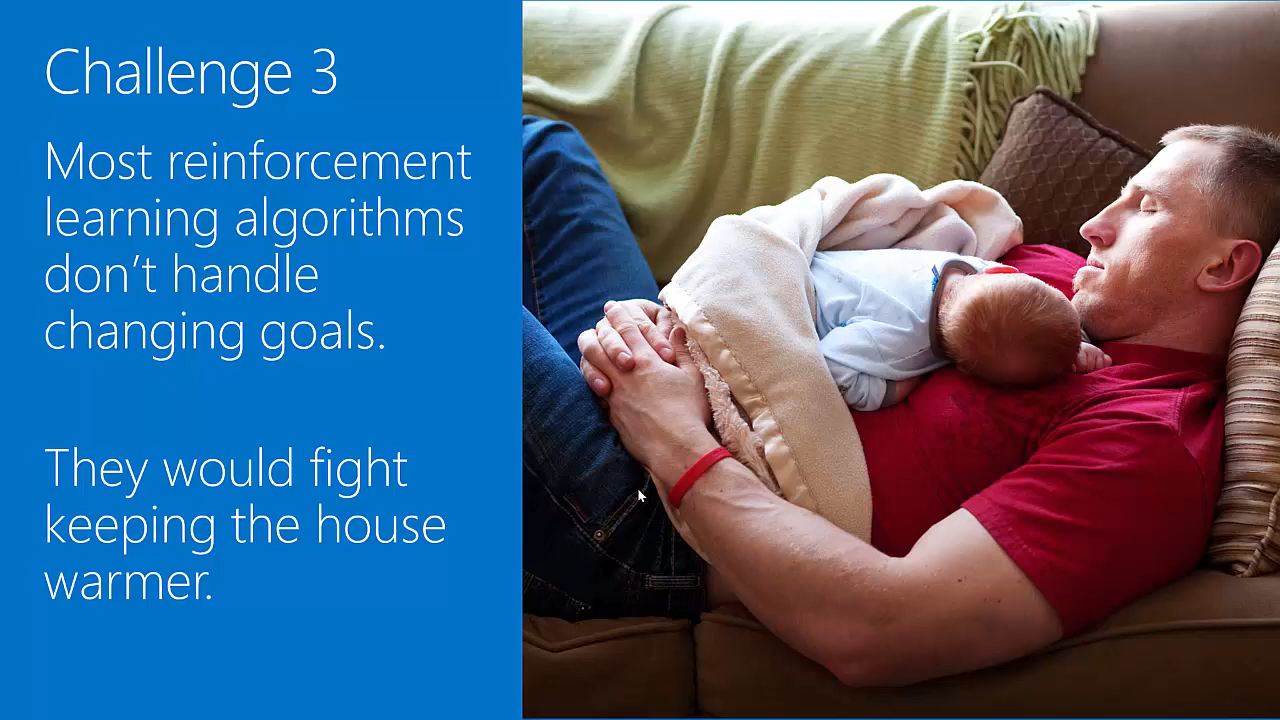 Challenge 3
Most reinforcement
learning algorithms
don’t handle
changing goals.
They would fight
keeping the house
warmer.